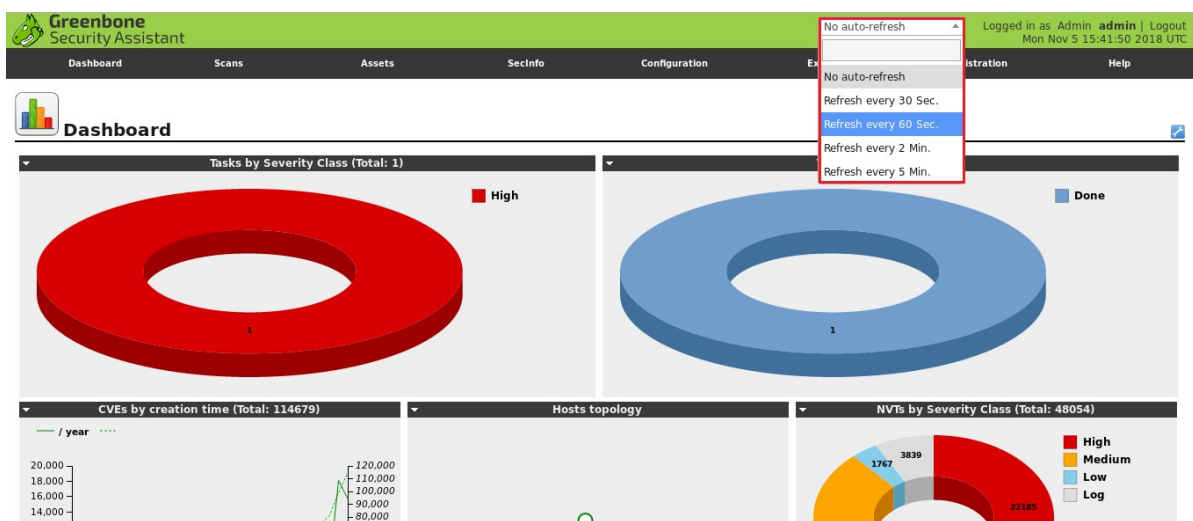 Greenbone
Security Assistant
No auto-refresh
Logged in as Admin admin | Logout
Mon Nov 5 15:41:50 2018 UTC
Dashboard Scans Assets SecInfo Configuration Ex istration Help
No auto-refresh
Refresh every 30 Sec.
Refresh every 60 Sec.
Refresh every 2 Min.
Refresh every 5 Min.
Dashboard
Tasks by Severity Class (Total: 1)
High
1
Done
1
CVEs by creation time (Total: 114679)
/ year
20,000
18,000
16,000
14,000
120,000
110,000
100,000
90,000
80,000
Hosts topology
NVTs by Severity Class (Total: 48054)
1767
3839
22185
High
Medium
Low
Log